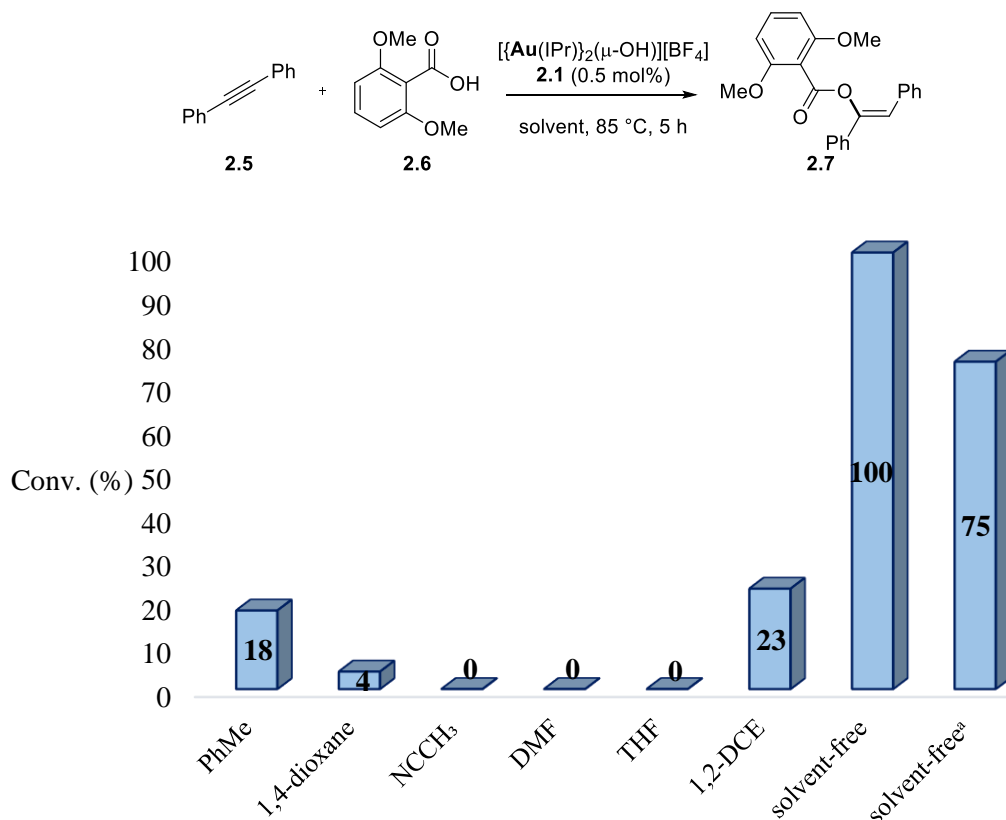 OMe
O
[{Au(IPr)}₂(μ-OH)][BF₄]
2.1 (0.5 mol%)
solvent, 85 °C, 5 h
Ph
Ph
+
OH
OMe
OMe
OMe
O
O
Ph
Ph
2.5
2.6
2.7
100
90
80
70
60
Conv. (%) 50
40
30
20
10
0
18
4
0
0
0
23
100
75
PhMe
1,4-dioxane
NCCH₃
DMF
THF
1,2-DCE
solvent-free
solvent-freeᵃ